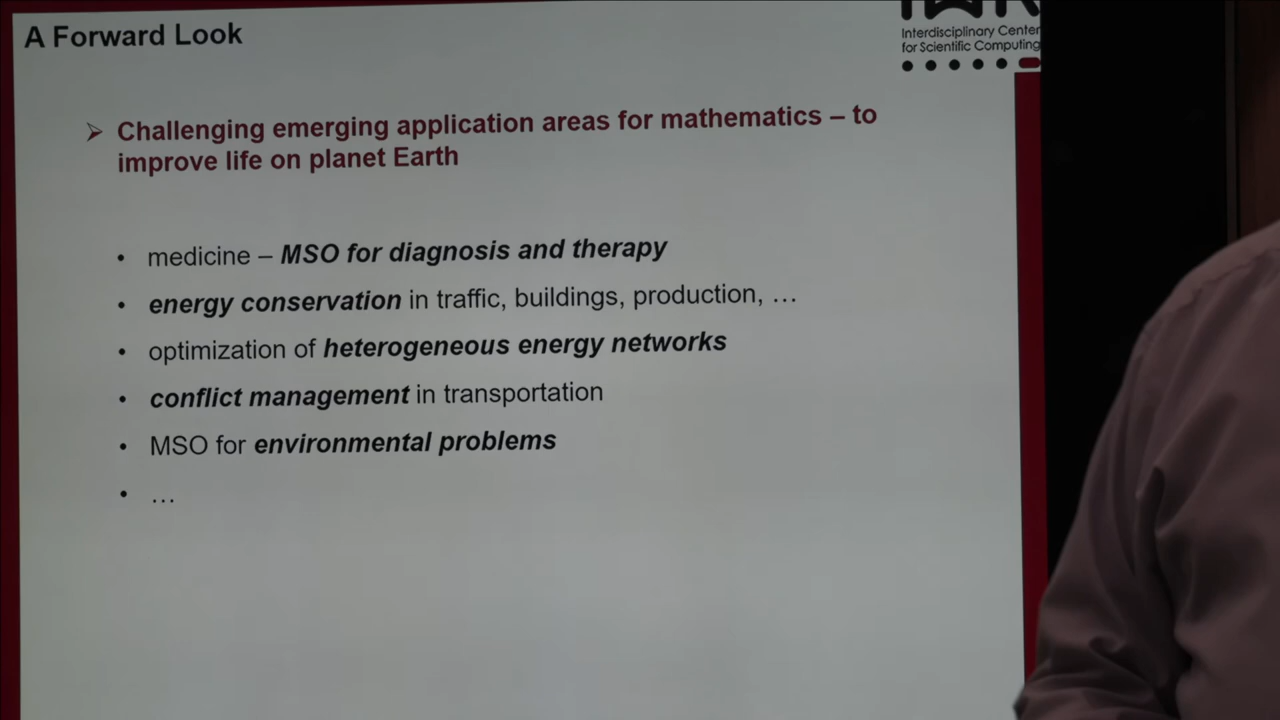 A Forward Look
Interdisciplinary Center
for Scientific Computing
➢ Challenging emerging application areas for mathematics – to
improve life on planet Earth
• medicine – MSO for diagnosis and therapy
• energy conservation in traffic, buildings, production, …
• optimization of heterogeneous energy networks
• conflict management in transportation
• MSO for environmental problems
• …